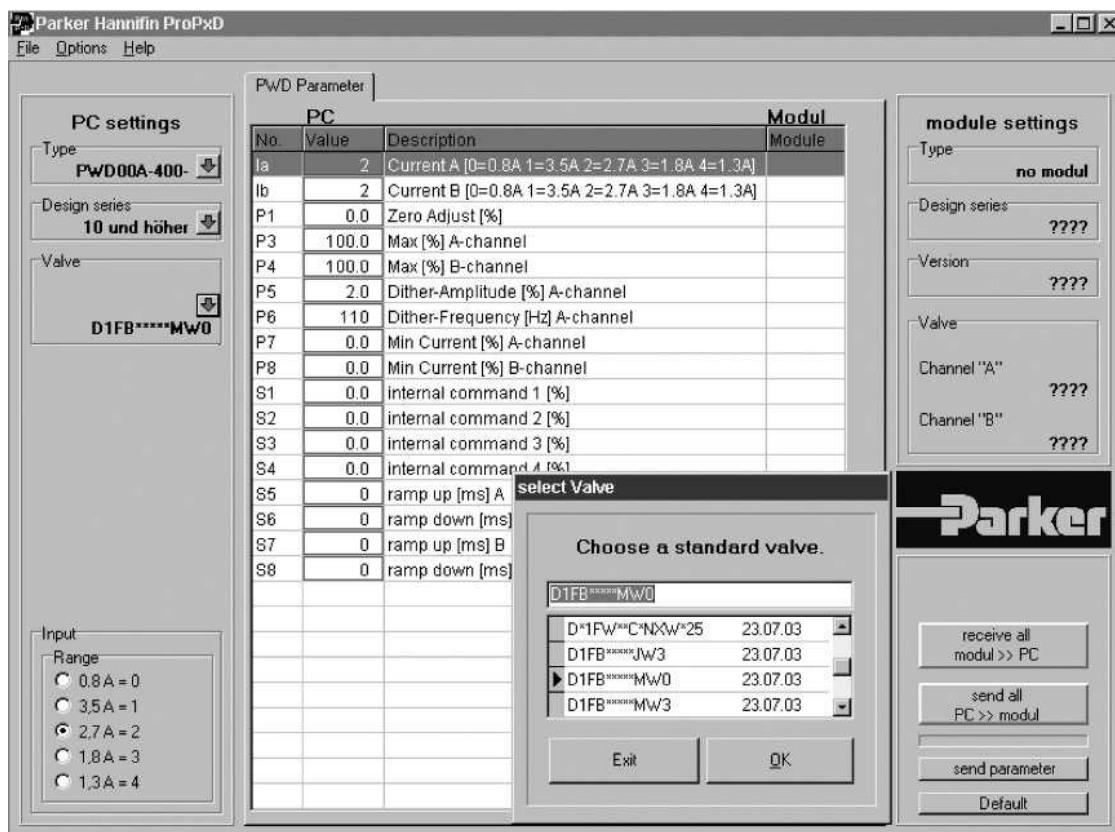 Parker Hannifin ProPxD
File Options Help
PC settings
Type
PWD00A-400-
Design series
10 und höher
Valve
D1FB*****MW0
Input
Range
0,8 A = 0
3,5 A = 1
2,7 A = 2
1,8 A = 3
1,3 A = 4
PWD Parameter
PC Modul
No. Value Description Module
Ia 2 Current A [0=0.8A 1=3.5A 2=2.7A 3=1.8A 4=1.3A]
Ib 2 Current B [0=0.8A 1=3.5A 2=2.7A 3=1.8A 4=1.3A]
P1 0.0 Zero Adjust [%]
P3 100.0 Max [%] A-channel
P4 100.0 Max [%] B-channel
P5 2.0 Dither-Amplitude [%] A-channel
P6 110 Dither-Frequency [Hz] A-channel
P7 0.0 Min Current [%] A-channel
P8 0.0 Min Current [%] B-channel
S1 0.0 internal command 1 [%]
S2 0.0 internal command 2 [%]
S3 0.0 internal command 3 [%]
S4 0.0 internal command 4 [%]
S5 0 ramp up [ms] A
S6 0 ramp down [ms]
S7 0 ramp up [ms] B
S8 0 ramp down [ms]
select Valve
Choose a standard valve.
D1FB*****MW0
D*1FW**C*NXW*25 23.07.03
D1FB*****JW3 23.07.03
D1FB*****MW0 23.07.03
D1FB*****MW3 23.07.03
Exit OK
module settings
Type
no modul
Design series
????
Version
????
Valve
Channel "A"
????
Channel "B"
????
Parker
receive all
modul >> PC
send all
PC >> modul
send parameter
Default